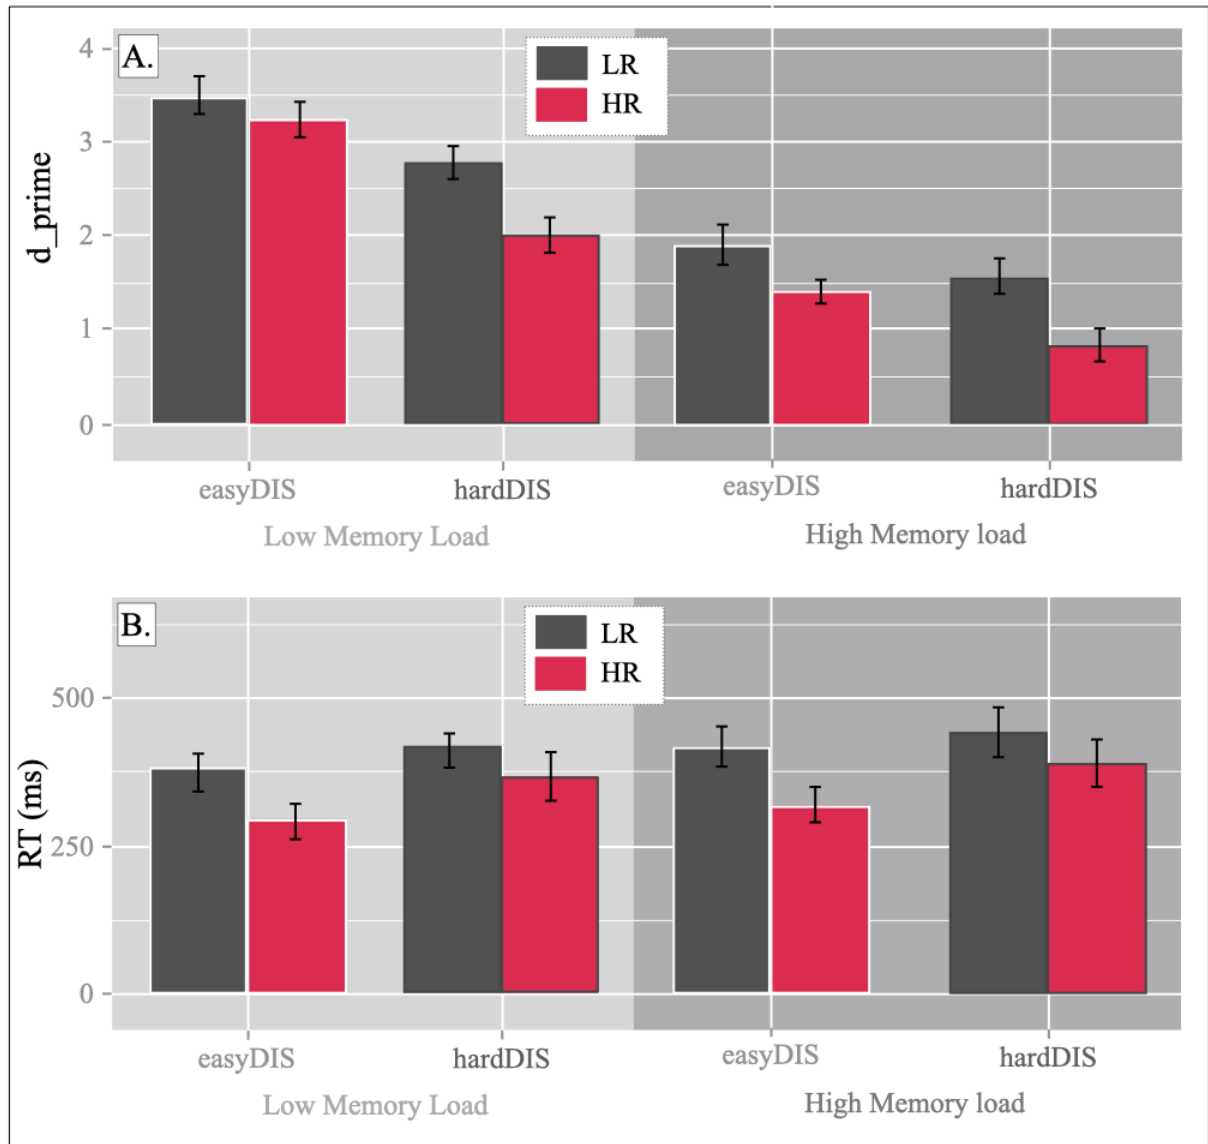 A.
LR
HR
d_prime
4
3
2
1
0
easyDIS
hardDIS
easyDIS
hardDIS
Low Memory Load
High Memory load
B.
LR
HR
RT (ms)
500
250
0
easyDIS
hardDIS
easyDIS
hardDIS
Low Memory Load
High Memory load